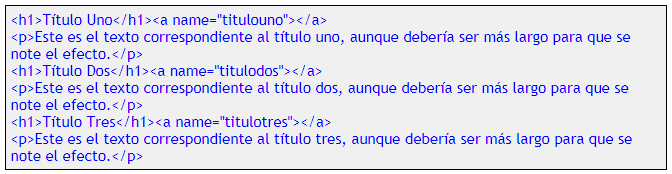 <h1>Título Uno</h1><a name="titulouno"></a>
<p>Este es el texto correspondiente al título uno, aunque debería ser más largo para que se
note el efecto.</p>
<h1>Título Dos</h1><a name="titulodos"></a>
<p>Este es el texto correspondiente al título dos, aunque debería ser más largo para que se
note el efecto.</p>
<h1>Título Tres</h1><a name="titulotres"></a>
<p>Este es el texto correspondiente al título tres, aunque debería ser más largo para que se
note el efecto.</p>